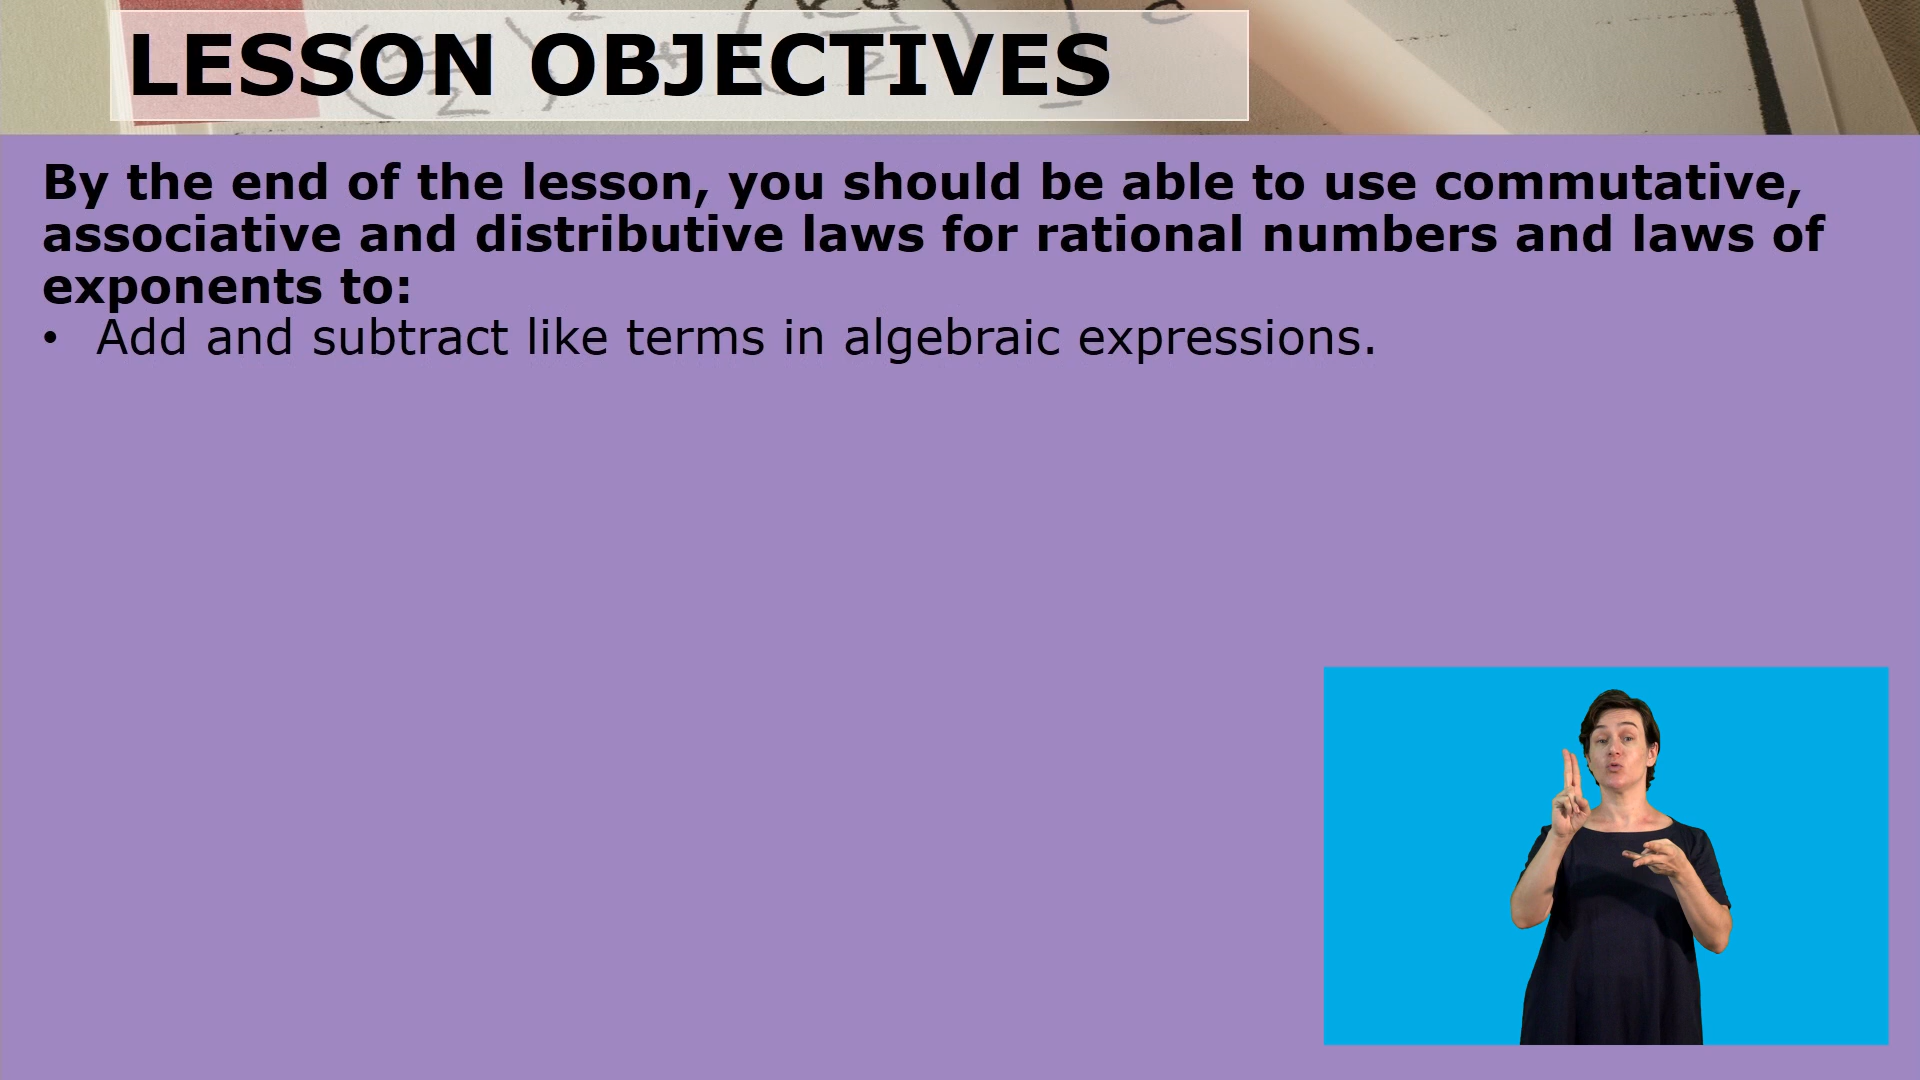 LESSON OBJECTIVES
By the end of the lesson, you should be able to use commutative,
associative and distributive laws for rational numbers and laws of
exponents to:
• Add and subtract like terms in algebraic expressions.